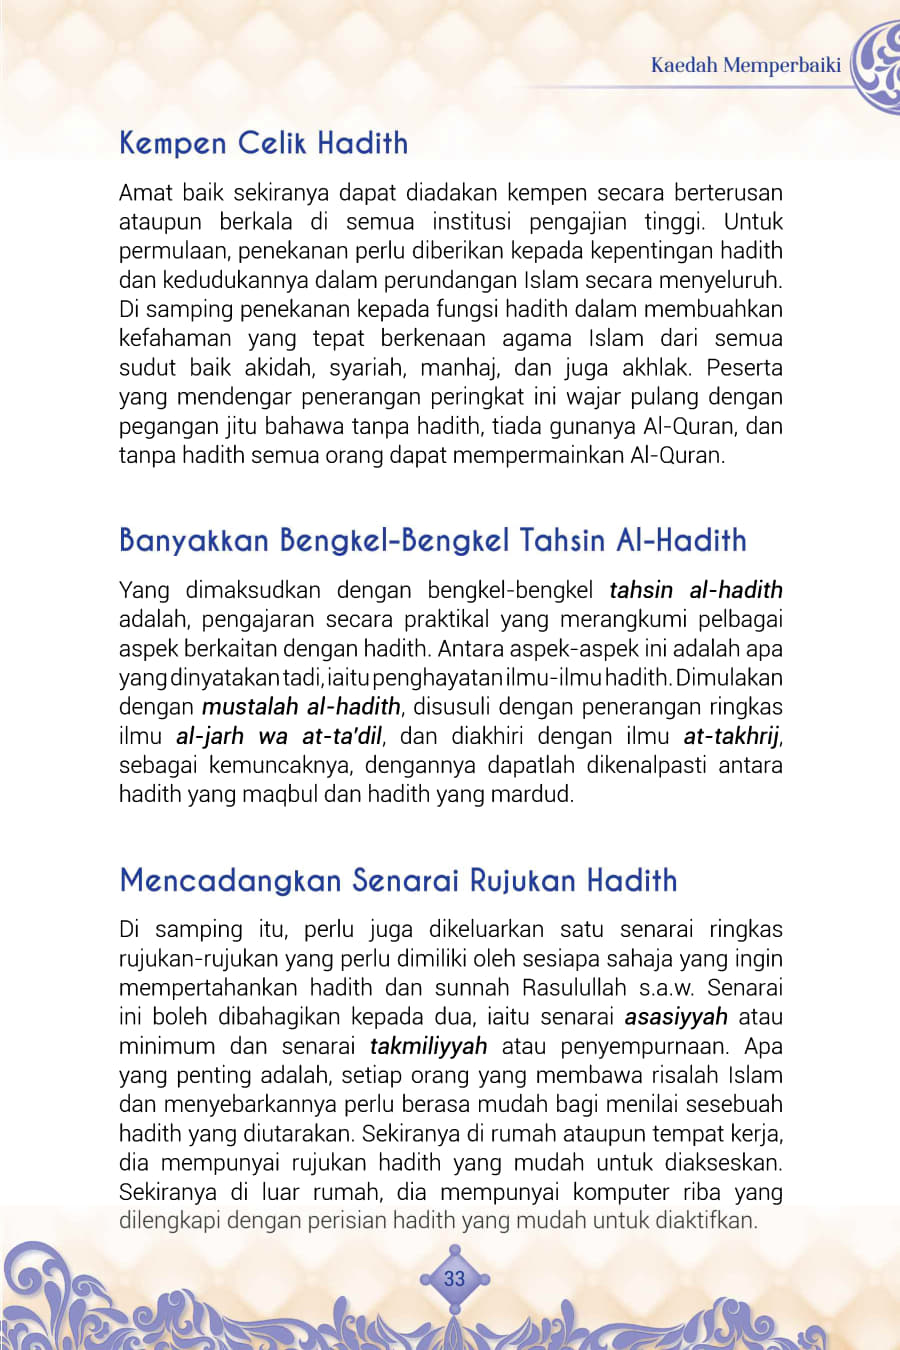 Kaedah Memperbaiki
Kempen Celik Hadith
Amat baik sekiranya dapat diadakan kempen secara berterusan
ataupun berkala di semua institusi pengajian tinggi. Untuk
permulaan, penekanan perlu diberikan kepada kepentingan hadith
dan kedudukannya dalam perundangan Islam secara menyeluruh.
Di samping penekanan kepada fungsi hadith dalam membuahkan
kefahaman yang tepat berkenaan agama Islam dari semua
sudut baik akidah, syariah, manhaj, dan juga akhlak. Peserta
yang mendengar penerangan peringkat ini wajar pulang dengan
pegangan jitu bahawa tanpa hadith, tiada gunanya Al-Quran, dan
tanpa hadith semua orang dapat mempermainkan Al-Quran.
Banyakkan Bengkel-Bengkel Tahsin Al-Hadith
Yang dimaksudkan dengan bengkel-bengkel tahsin al-hadith
adalah, pengajaran secara praktikal yang merangkumi pelbagai
aspek berkaitan dengan hadith. Antara aspek-aspek ini adalah apa
yang dinyatakan tadi, iaitu penghayatan ilmu-ilmu hadith. Dimulakan
dengan mustalah al-hadith, disusuli dengan penerangan ringkas
ilmu al-jarh wa at-ta'dil, dan diakhiri dengan ilmu at-takhrij,
sebagai kemuncaknya, dengannya dapatlah dikenalpasti antara
hadith yang maqbul dan hadith yang mardud.
Mencadangkan Senarai Rujukan Hadith
Di samping itu, perlu juga dikeluarkan satu senarai ringkas
rujukan-rujukan yang perlu dimiliki oleh sesiapa sahaja yang ingin
mempertahankan hadith dan sunnah Rasulullah s.a.w. Senarai
ini boleh dibahagikan kepada dua, iaitu senarai asasiyyah atau
minimum dan senarai takmiliyyah atau penyempurnaan. Apa
yang penting adalah, setiap orang yang membawa risalah Islam
dan menyebarkannya perlu berasa mudah bagi menilai sesebuah
hadith yang diutarakan. Sekiranya di rumah ataupun tempat kerja,
dia mempunyai rujukan hadith yang mudah untuk diakseskan.
Sekiranya di luar rumah, dia mempunyai komputer riba yang
dilengkapi dengan perisian hadith yang mudah untuk diaktifkan.
33